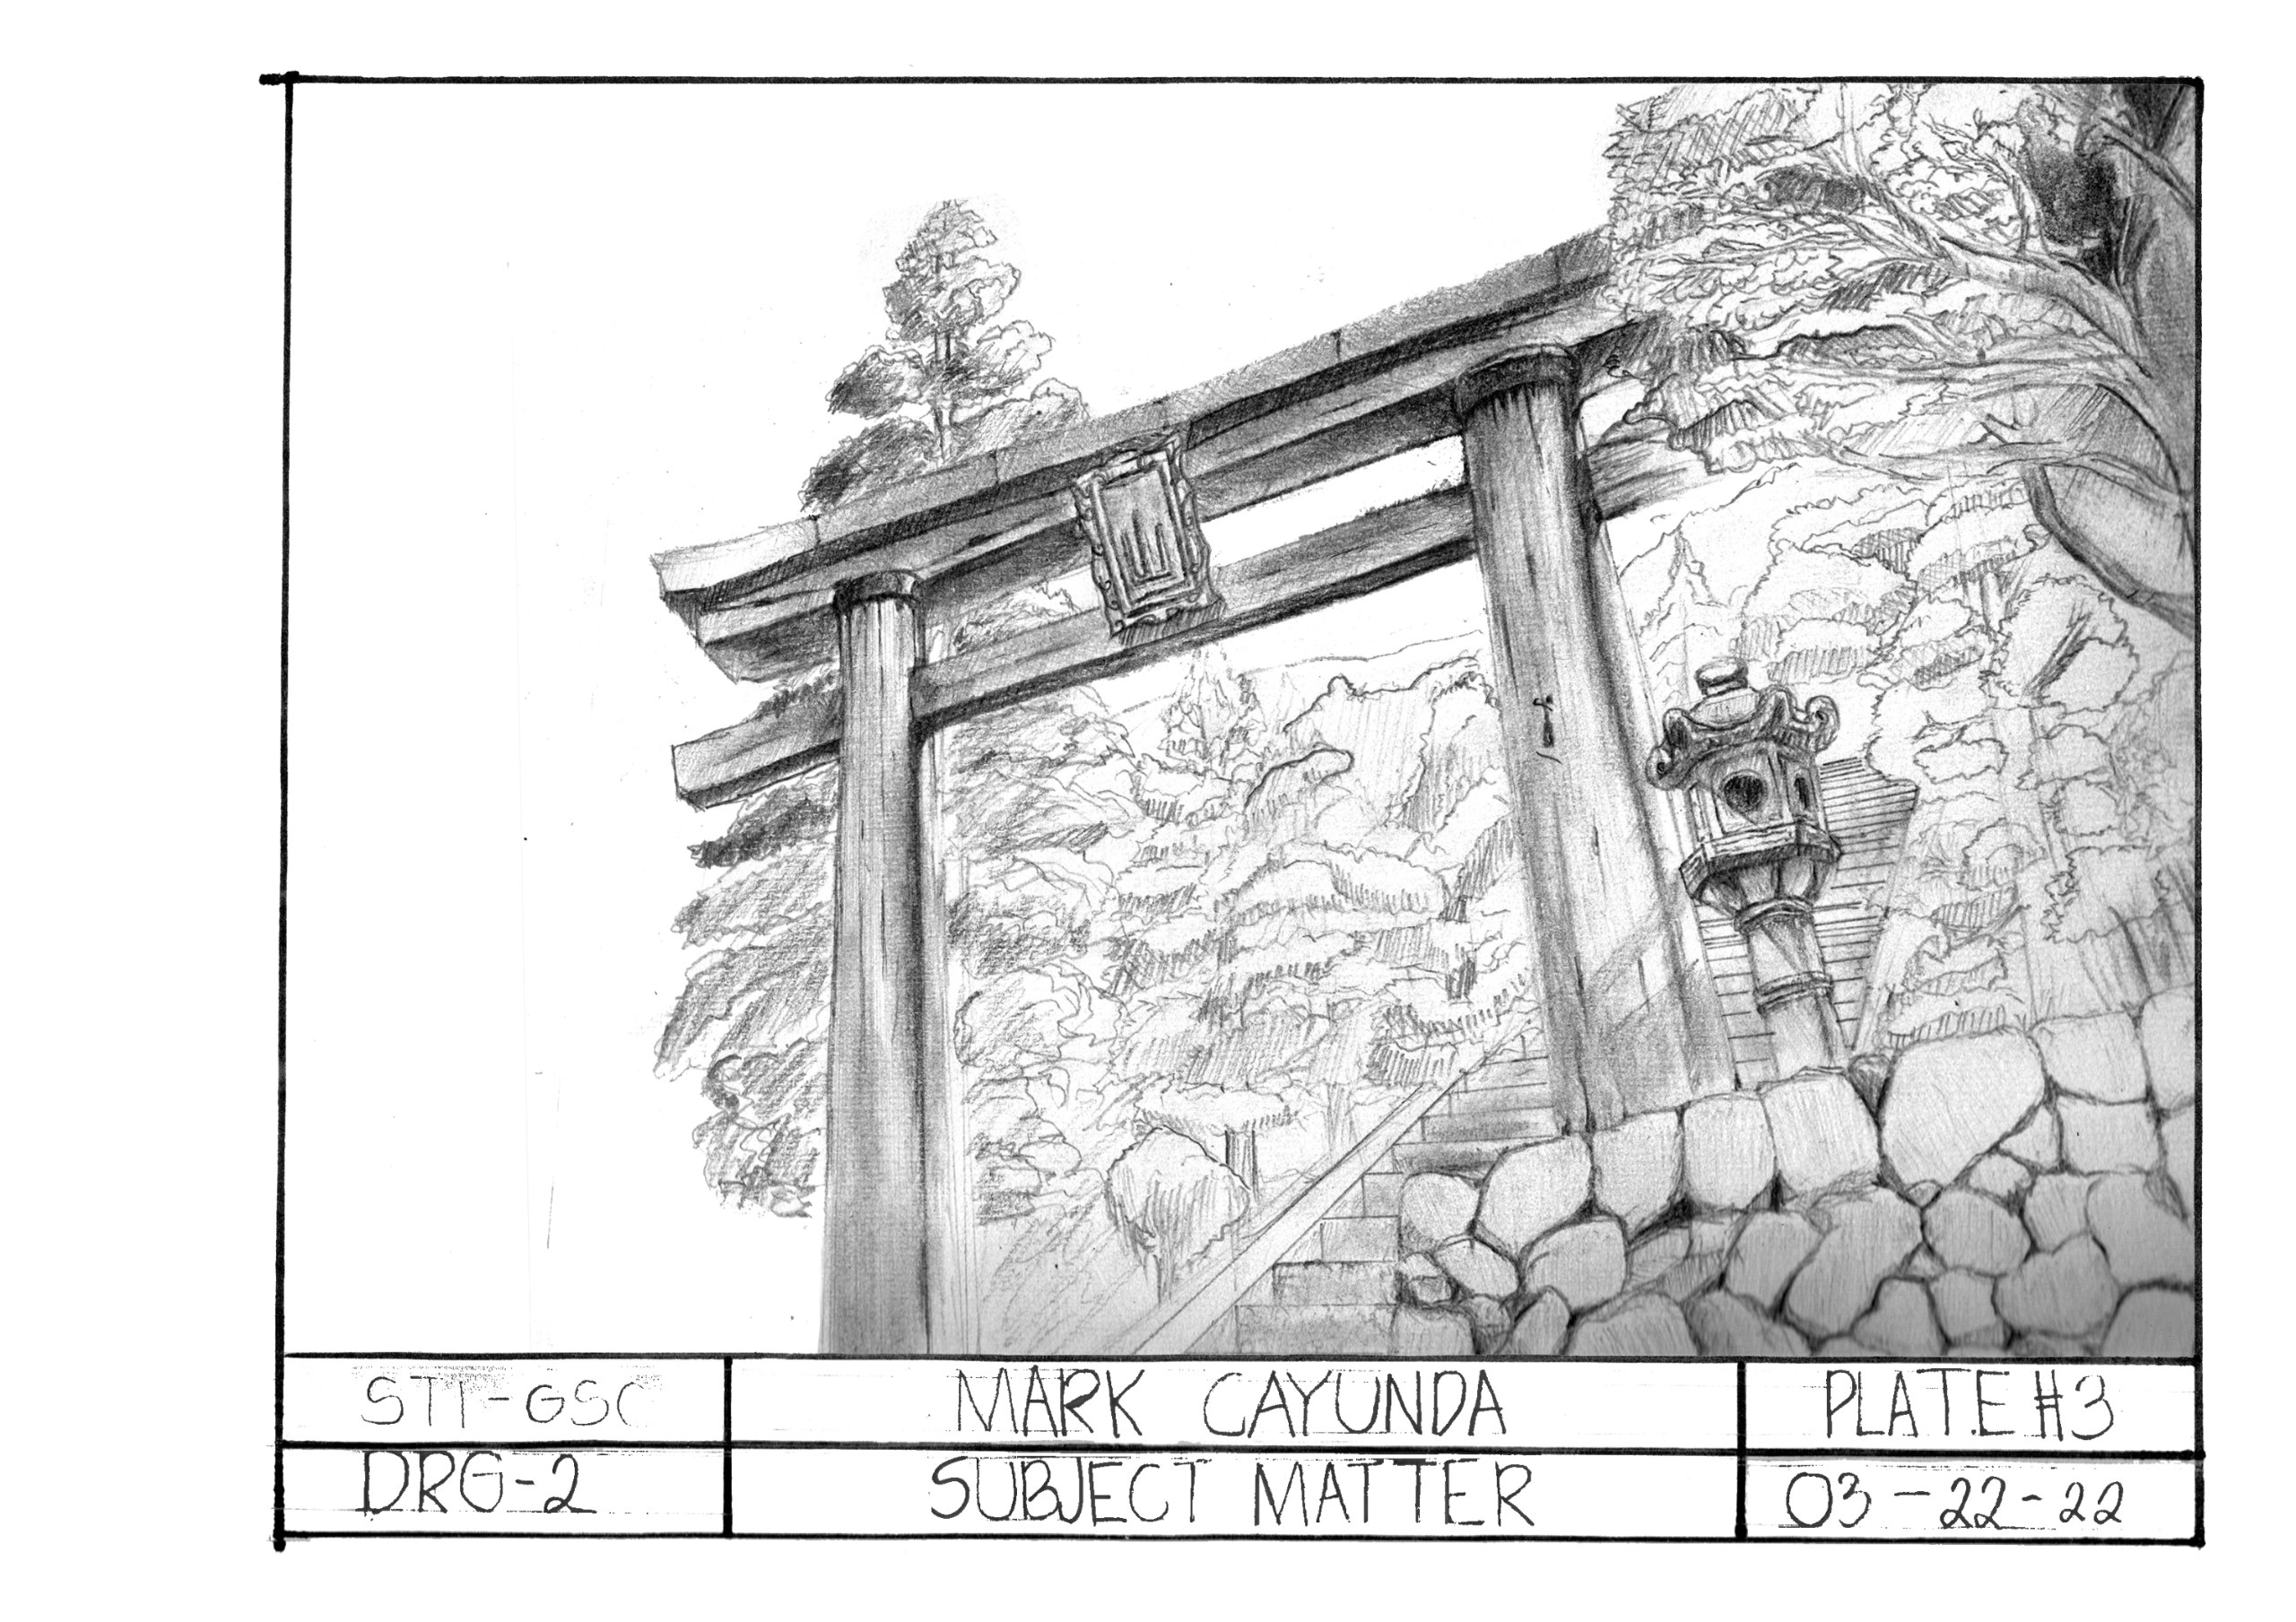 STI-GSC
MARK CAYUNDA
PLATE #3
DRG-2
SUBJECT MATTER
03-22-22